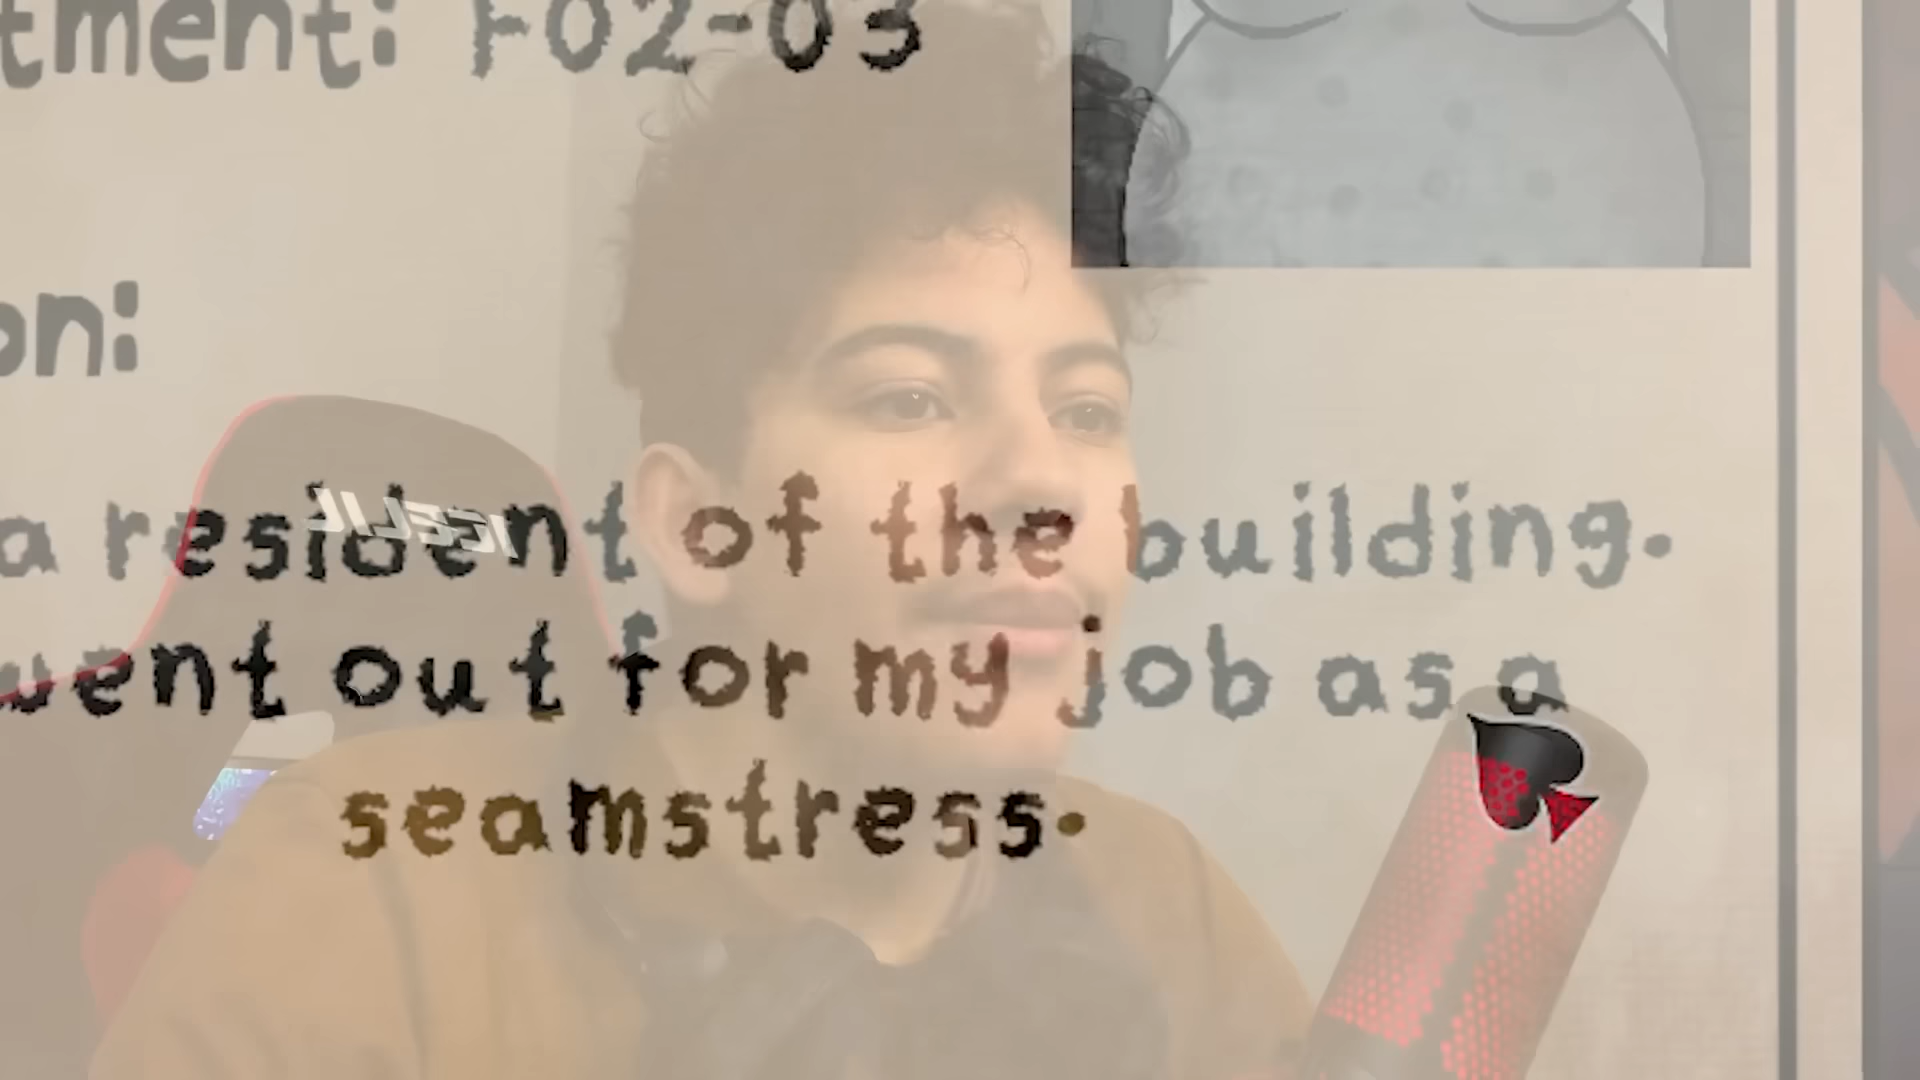 tment: F02-03
on:
a resident of the building.
went out for my job as a
seamstress.